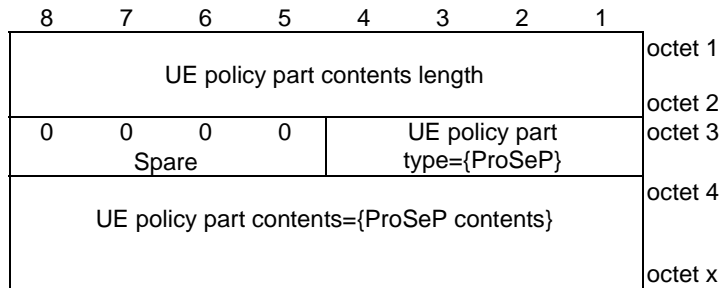 8 7 6 5 4 3 2 1
octet 1
UE policy part contents length
octet 2
0 0 0 0 UE policy part octet 3
Spare type={ProSeP}
octet 4
UE policy part contents={ProSeP contents}
octet x